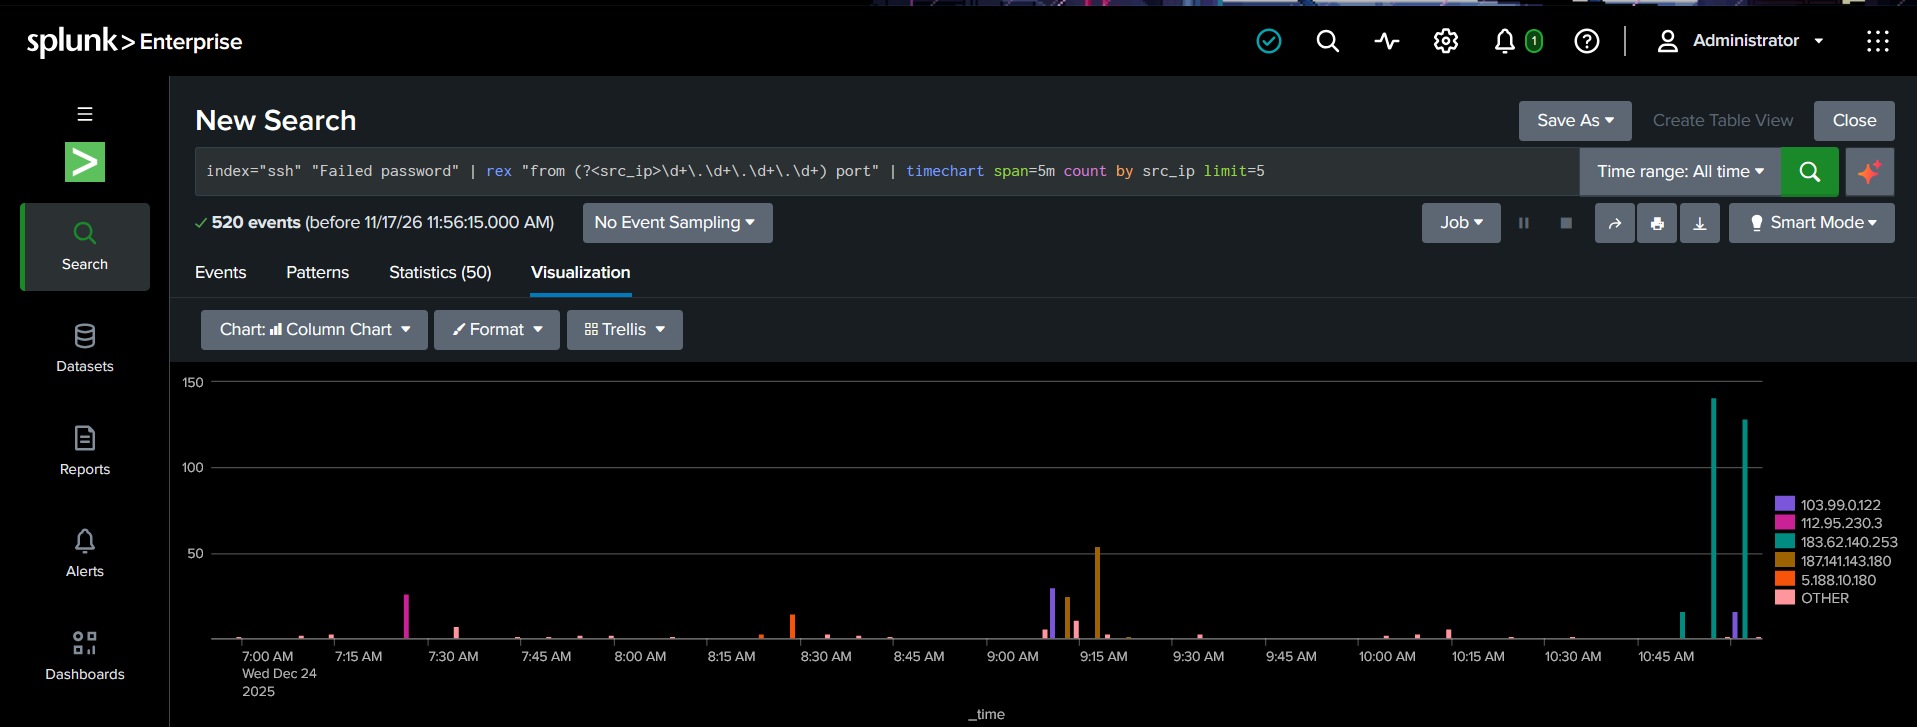 splunk> Enterprise
1
Administrator
New Search
Save As
Create Table View
Close
index="ssh" "Failed password" | rex "from (?<src_ip>\d+\.\d+\.\d+\.\d+) port" | timechart span=5m count by src_ip limit=5
Time range: All time
520 events (before 11/17/26 11:56:15.000 AM)
No Event Sampling
Job
Smart Mode
Search
Datasets
Reports
Alerts
Dashboards
Events
Patterns
Statistics (50)
Visualization
Chart: Column Chart
Format
Trellis
150
100
50
7:00 AM
Wed Dec 24
2025
7:15 AM
7:30 AM
7:45 AM
8:00 AM
8:15 AM
8:30 AM
8:45 AM
9:00 AM
9:15 AM
9:30 AM
9:45 AM
10:00 AM
10:15 AM
10:30 AM
10:45 AM
_time
103.99.0.122
112.95.230.3
183.62.140.253
187.141.143.180
5.188.10.180
OTHER